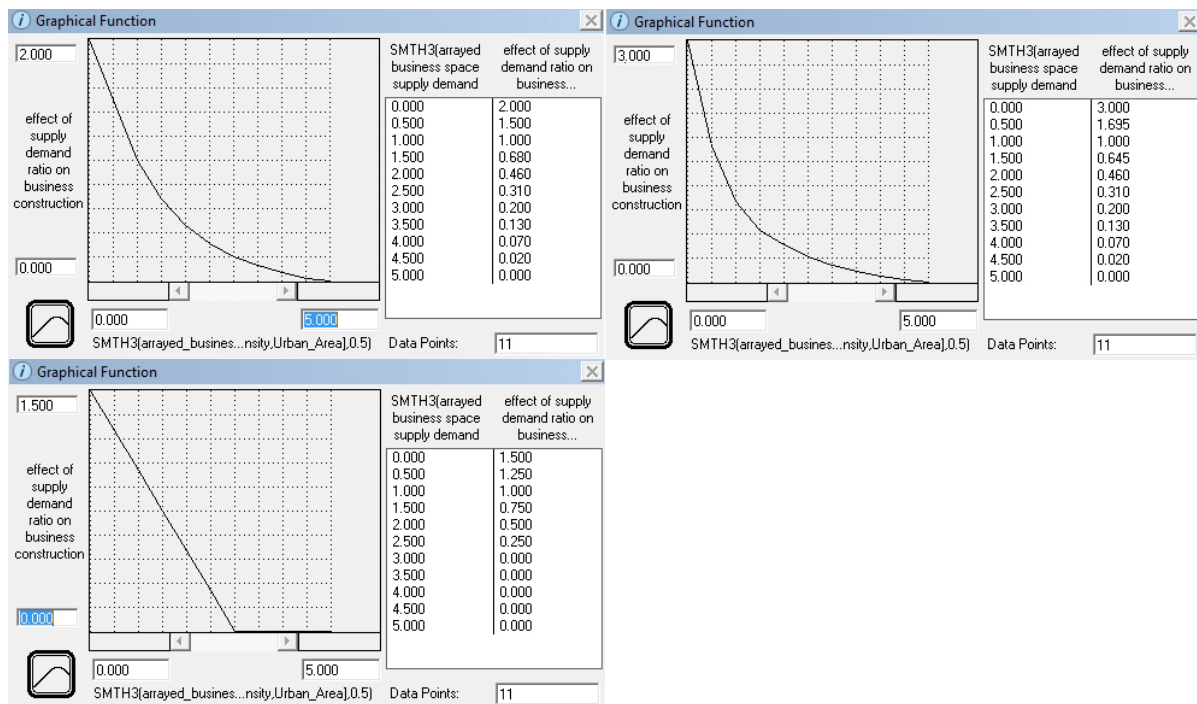 Graphical Function
2.000
effect of
supply
demand
ratio on
business
construction
0.000
0.000
5.000
SMTH3(arrayed_busines...nsity,Urban_Area],0.5)
SMTH3(arrayed effect of supply
business space demand ratio on
supply demand business...
0.000 2.000
0.500 1.500
1.000 1.000
1.500 0.680
2.000 0.460
2.500 0.310
3.000 0.200
3.500 0.130
4.000 0.070
4.500 0.020
5.000 0.000
Data Points: 11
Graphical Function
3.000
effect of
supply
demand
ratio on
business
construction
0.000
0.000
5.000
SMTH3(arrayed_busines...nsity,Urban_Area],0.5)
SMTH3(arrayed effect of supply
business space demand ratio on
supply demand business...
0.000 3.000
0.500 1.695
1.000 1.000
1.500 0.645
2.000 0.460
2.500 0.310
3.000 0.200
3.500 0.130
4.000 0.070
4.500 0.020
5.000 0.000
Data Points: 11
Graphical Function
1.500
effect of
supply
demand
ratio on
business
construction
0.000
0.000
5.000
SMTH3(arrayed_busines...nsity,Urban_Area],0.5)
SMTH3(arrayed effect of supply
business space demand ratio on
supply demand business...
0.000 1.500
0.500 1.250
1.000 1.000
1.500 0.750
2.000 0.500
2.500 0.250
3.000 0.000
3.500 0.000
4.000 0.000
4.500 0.000
5.000 0.000
Data Points: 11